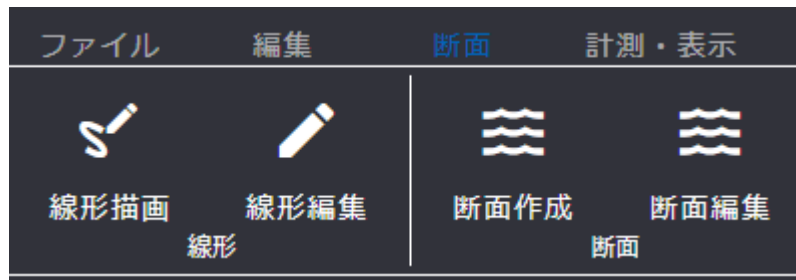 ファイル 編集 断面 計測・表示
線形描画 線形編集 断面作成 断面編集
線形 断面